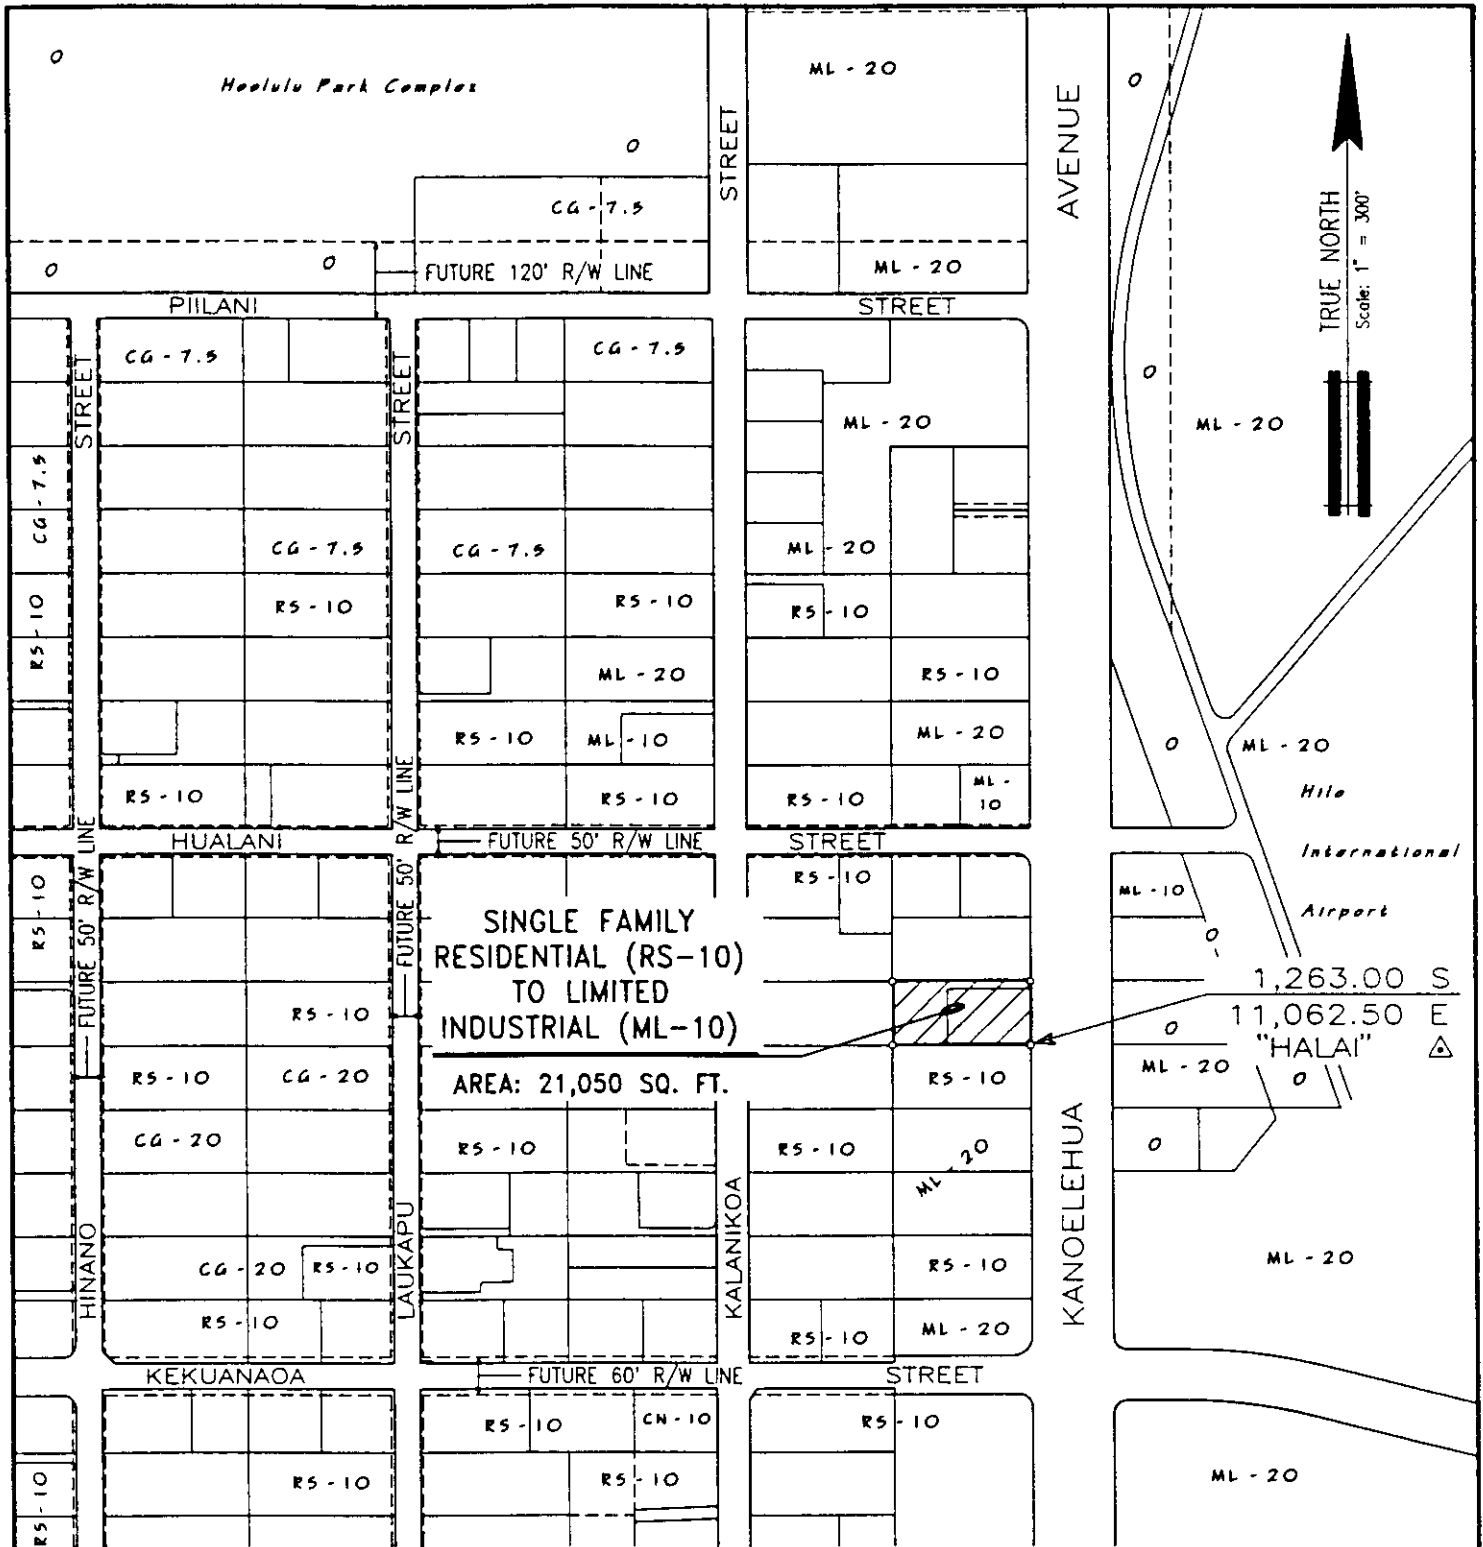 ML - 20
O
Hoolulu Park Complex
O
O
STREET
AVENUE
CG - 7.5
TRUE NORTH
Scale: 1" = 300'
O
O
FUTURE 120' R/W LINE
ML - 20
PIILANI
STREET
CG - 7.5
CG - 7.5
STREET
STREET
O
ML - 20
ML - 20
CG - 7.5
CG - 7.5
CG - 7.5
ML - 20
RS - 10
RS - 10
RS - 10
RS - 10
ML - 20
RS - 10
RS - 10
ML - 10
ML - 20
O
ML - 20
RS - 10
RS - 10
RS - 10
ML -
10
Hilo
International
Airport
FUTURE 50' R/W LINE
FUTURE 50' R/W LINE
HUALANI
FUTURE 50' R/W LINE
STREET
RS - 10
RS - 10
ML - 10
O
SINGLE FAMILY
RESIDENTIAL (RS-10)
TO LIMITED
INDUSTRIAL (ML-10)
AREA: 21,050 SQ. FT.
1,263.00 S
11,062.50 E
"HALAI"
RS - 10
O
RS - 10
CG - 20
RS - 10
ML - 20
O
CG - 20
RS - 10
RS - 10
ML - 20
O
HINANO
LAUKAPU
KALANIKOA
KANOELEHUA
CG - 20
RS - 10
RS - 10
ML - 20
RS - 10
RS - 10
ML - 20
KEKUANAOA
FUTURE 60' R/W LINE
STREET
RS - 10
CN - 10
RS - 10
RS - 10
RS - 10
RS - 10
ML - 20